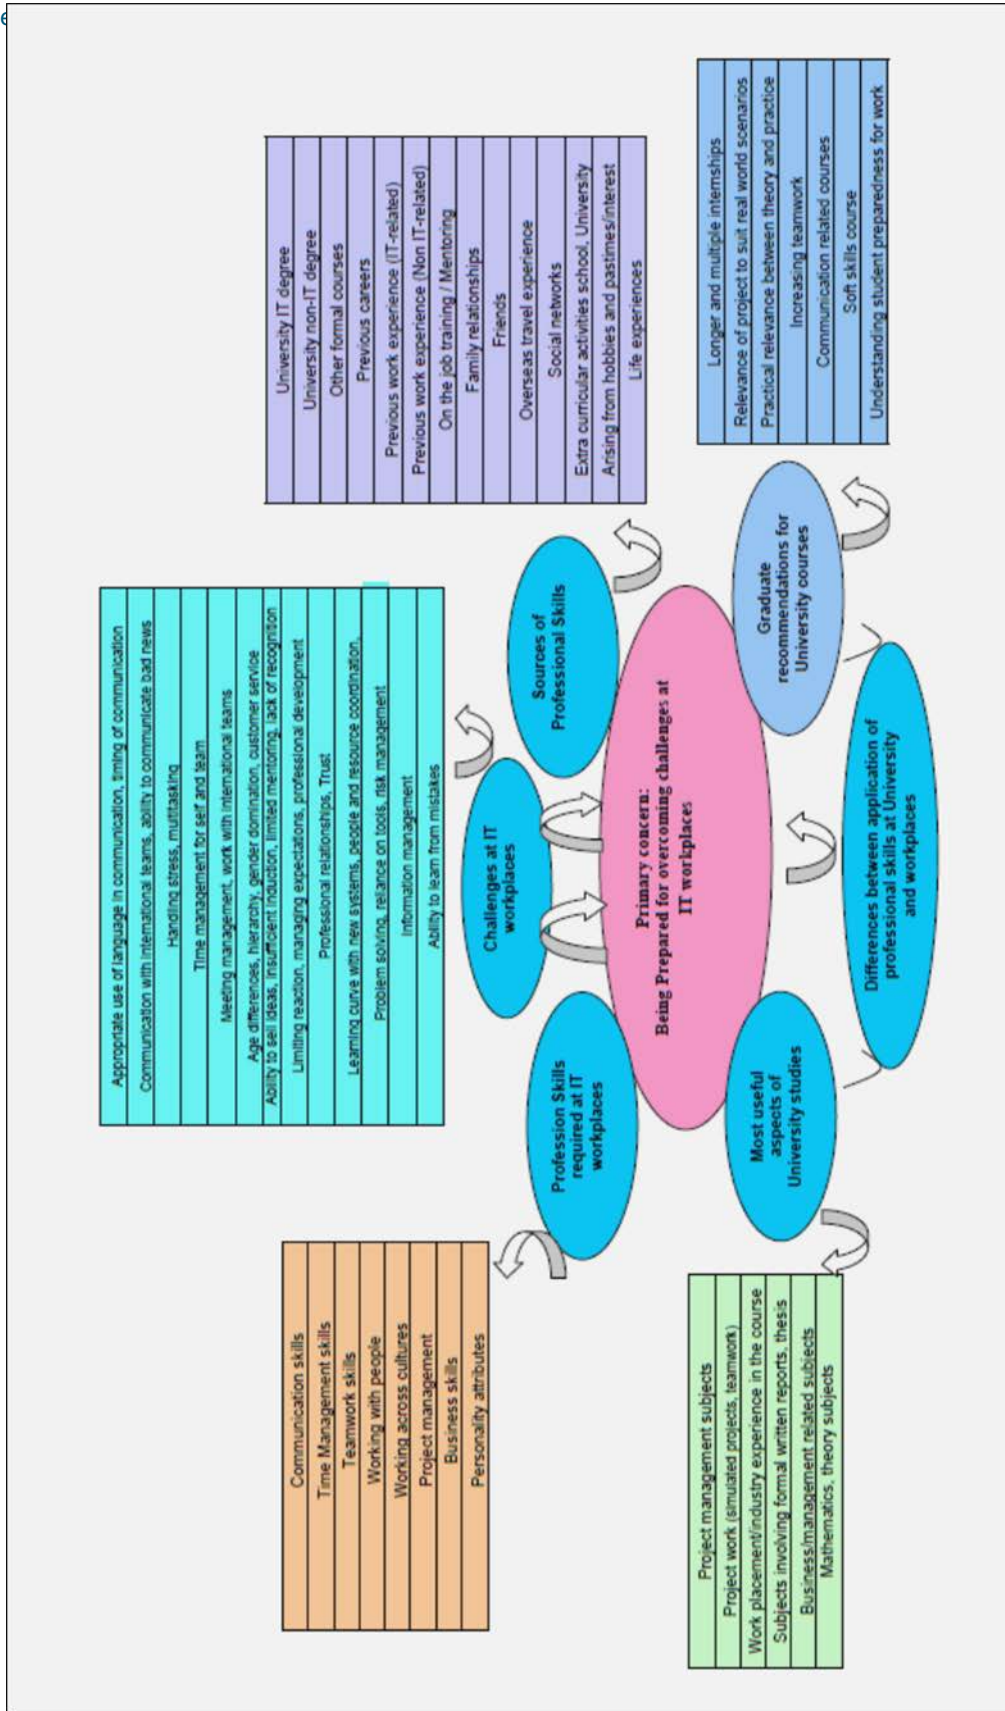 Communication skills
Time Management skills
Teamwork skills
Working with people
Working across cultures
Project management
Business skills
Personality attributes
Appropriate use of language in communication, timing of communication
Communication with international teams, ability to communicate bad news
Handling stress, multitasking
Time management for self and team
Meeting management, work with international teams
Age differences, hierarchy, gender domination, customer service
Ability to sell ideas, insufficient induction, limited mentoring, lack of recognition
Limiting reaction, managing expectations, professional development
Professional relationships, Trust
Learning curve with new systems, people and resource coordination,
Problem solving, reliance on tools, risk management
Information management
Ability to learn from mistakes
University IT degree
University non-IT degree
Other formal courses
Previous careers
Previous work experience (IT-related)
Previous work experience (Non IT-related)
On the job training / Mentoring
Family relationships
Friends
Overseas travel experience
Social networks
Extra curricular activities school, University
Arising from hobbies and pastimes/interest
Life experiences
Profession Skills
required at IT
workplaces
Challenges at IT
workplaces
Sources of
Professional Skills
Primary concern:
Being Prepared for overcoming challenges at
IT workplaces
Most useful
aspects of
University studies
Graduate
recommendations for
University courses
Differences between application of
professional skills at University
and workplaces
Project management subjects
Project work (simulated projects, teamwork)
Work placement/industry experience in the course
Subjects involving formal written reports, thesis
Business/management related subjects
Mathematics, theory subjects
Longer and multiple internships
Relevance of project to suit real world scenarios
Practical relevance between theory and practice
Increasing teamwork
Communication related courses
Soft skills course
Understanding student preparedness for work